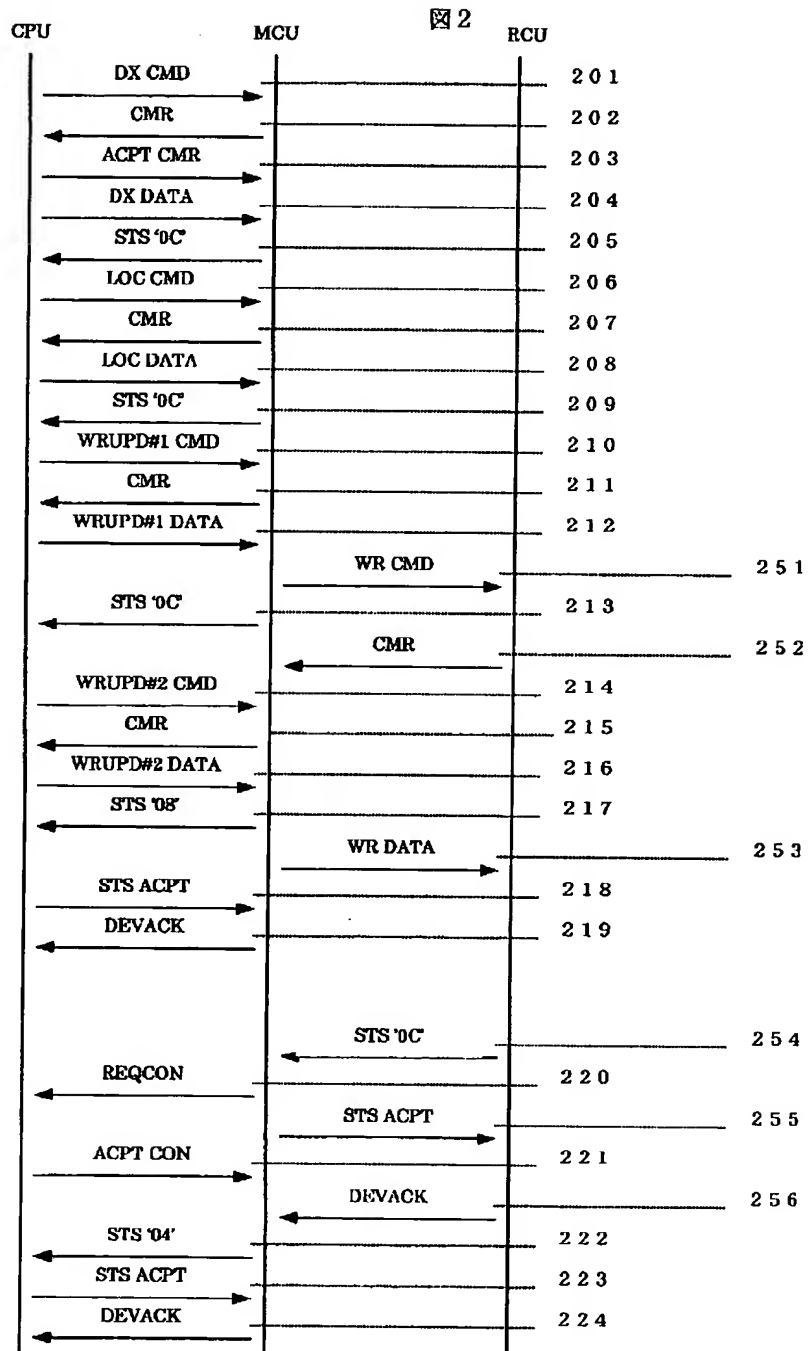 図2
CPU MCU RCU
DX CMD 201
CMR 202
ACPT CMR 203
DX DATA 204
STS '0C' 205
LOC CMD 206
CMR 207
LOC DATA 208
STS '0C' 209
WRUPD#1 CMD 210
CMR 211
WRUPD#1 DATA 212
WR CMD 251
STS '0C' 213
CMR 252
WRUPD#2 CMD 214
CMR 215
WRUPD#2 DATA 216
STS '08' 217
WR DATA 253
STS ACPT 218
DEVACK 219
STS '0C' 254
REQCON 220
STS ACPT 255
ACPT CON 221
DEVACK 256
STS '04' 222
STS ACPT 223
DEVACK 224